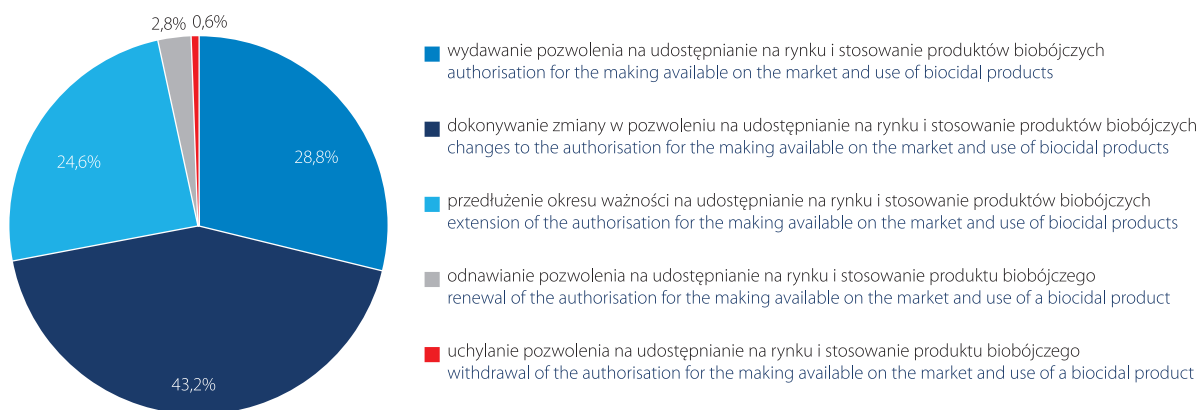 2,8%
0,6%
28,8%
24,6%
43,2%
wydawanie pozwolenia na udostępnianie na rynku i stosowanie produktów biobójczych
authorisation for the making available on the market and use of biocidal products
dokonywanie zmiany w pozwoleniu na udostępnianie na rynku i stosowanie produktów biobójczych
changes to the authorisation for the making available on the market and use of biocidal products
przedłużenie okresu ważności na udostępnianie na rynku i stosowanie produktów biobójczych
extension of the authorisation for the making available on the market and use of biocidal products
odnawianie pozwolenia na udostępnianie na rynku i stosowanie produktu biobójczego
renewal of the authorisation for the making available on the market and use of a biocidal product
uchylanie pozwolenia na udostępnianie na rynku i stosowanie produktu biobójczego
withdrawal of the authorisation for the making available on the market and use of a biocidal product